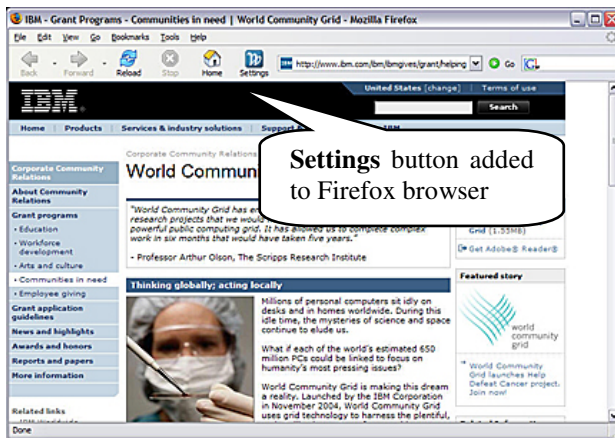 IBM - Grant Programs - Communities in need | World Community Grid - Mozilla Firefox
File Edit View Go Bookmarks Tools Help
Back Forward Reload Stop Home Settings
http://www.ibm.com/ibm/ibmgives/grant/helping
Go
United States [change] | Terms of use
IBM
Search
Home | Products | Services & industry solutions | Support &
Corporate Community Relations
About Community Relations
Grant programs
· Education
· Workforce development
· Arts and culture
· Communities in need
· Employee giving
Grant application guidelines
News and highlights
Awards and honors
Reports and papers
More information
Related links
Corporate Community Relations
World Commun
Settings button added
to Firefox browser
"World Community Grid has en
research projects that we wou
powerful public computing grid. It has allowed us to complete complex
work in six months that would have taken five years."
- Professor Arthur Olson, The Scripps Research Institute
Thinking globally; acting locally
Millions of personal computers sit idly on
desks and in homes worldwide. During this
idle time, the mysteries of science and space
continue to elude us.
What if each of the world's estimated 650
million PCs could be linked to focus on
humanity's most pressing issues?
World Community Grid is making this dream
a reality. Launched by the IBM Corporation
in November 2004, World Community Grid
uses grid technology to harness the plentiful,
Grid (1.55MB)
Get Adobe® Reader®
Featured story
world
community
grid
World Community
Grid launches Help
Defeat Cancer project.
Join now!
Done